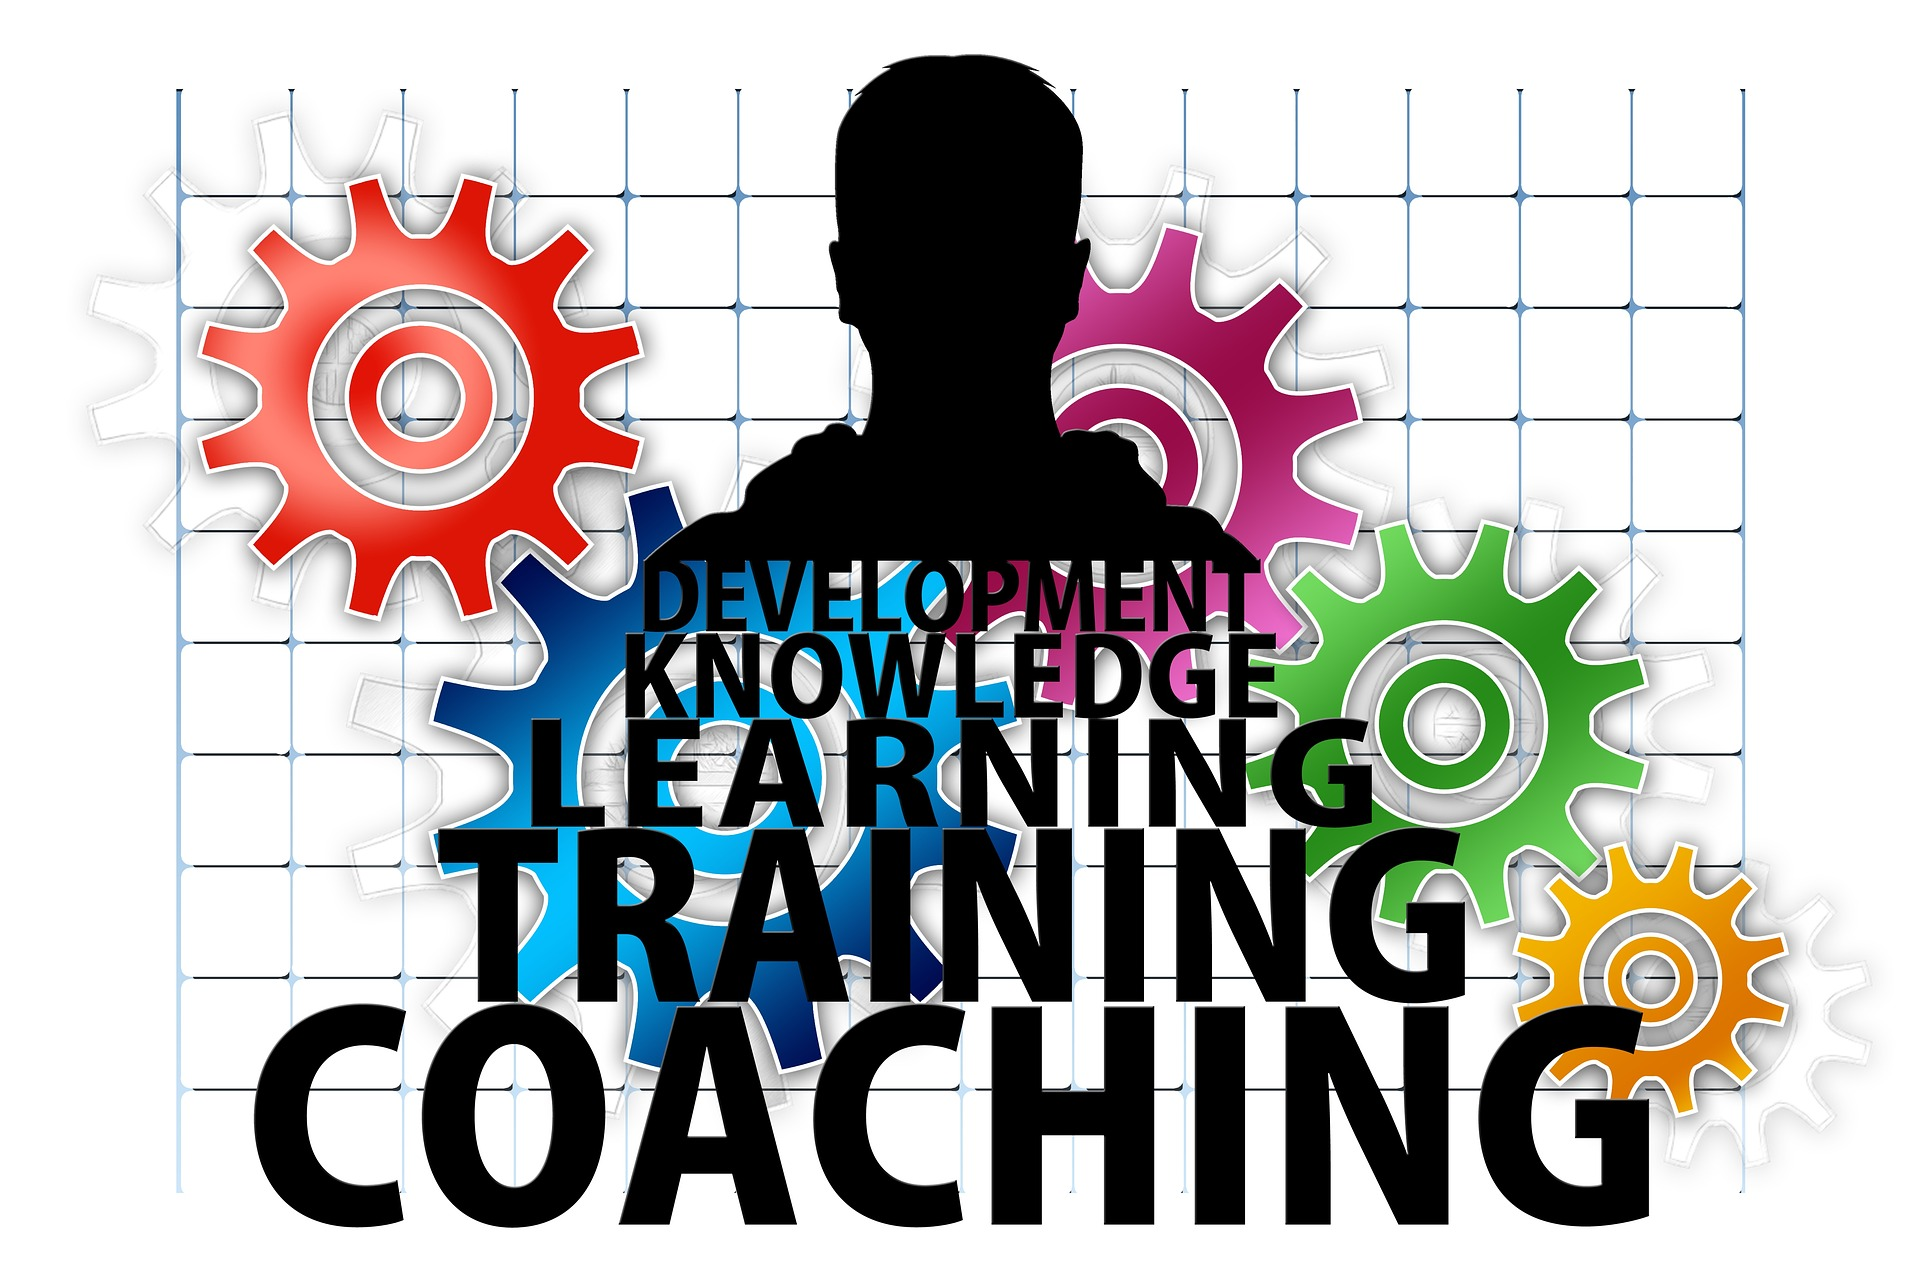 DEVELOPMENT
KNOWLEDGE
LEARNING
TRAINING
COACHING